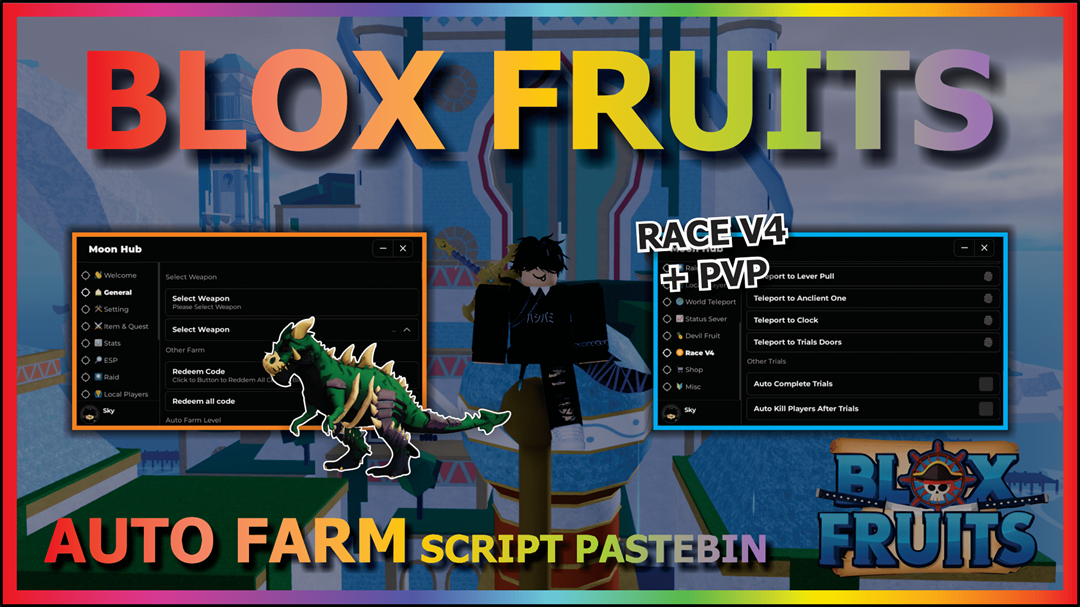 BLOX FRUITS
Moon Hub
Welcome
General
Setting
Item & Quest
Stats
ESP
Raid
Local Players
Sky
Select Weapon
Select Weapon
Please Select Weapon
Select Weapon
Other Farm
Redeem Code
Click to Button to Reddem All C
Redeem all code
Auto Farm Level
RACE V4
+ PVP
World Teleport
Status Sever
Devil Fruit
Race V4
Shop
Misc
Sky
eport to Lever Pull
Teleport to Anclient One
Teleport to Clock
Teleport to Trials Doors
Other Trials
Auto Complete Trials
Auto Kill Players After Trials
BLOX
FRUITS
AUTO FARM SCRIPT PASTEBIN